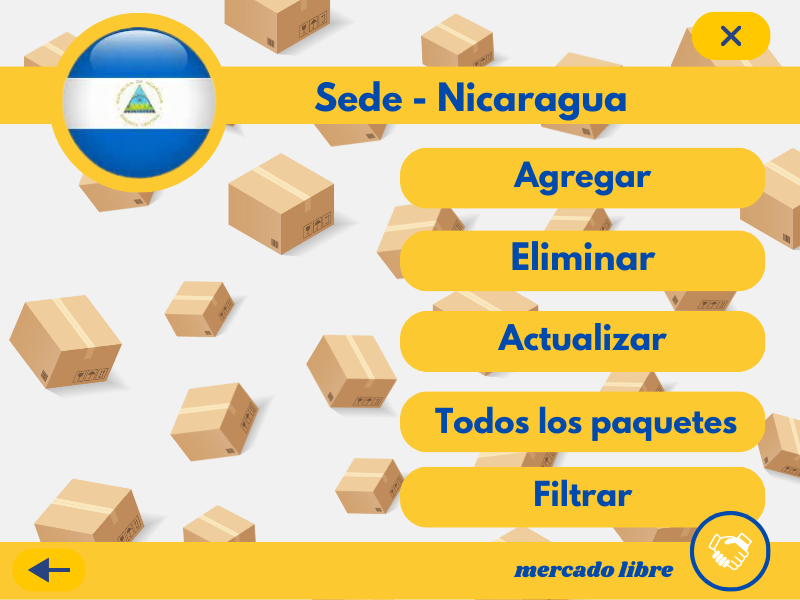 Sede - Nicaragua
Agregar
Eliminar
Actualizar
Todos los paquetes
Filtrar
mercado libre